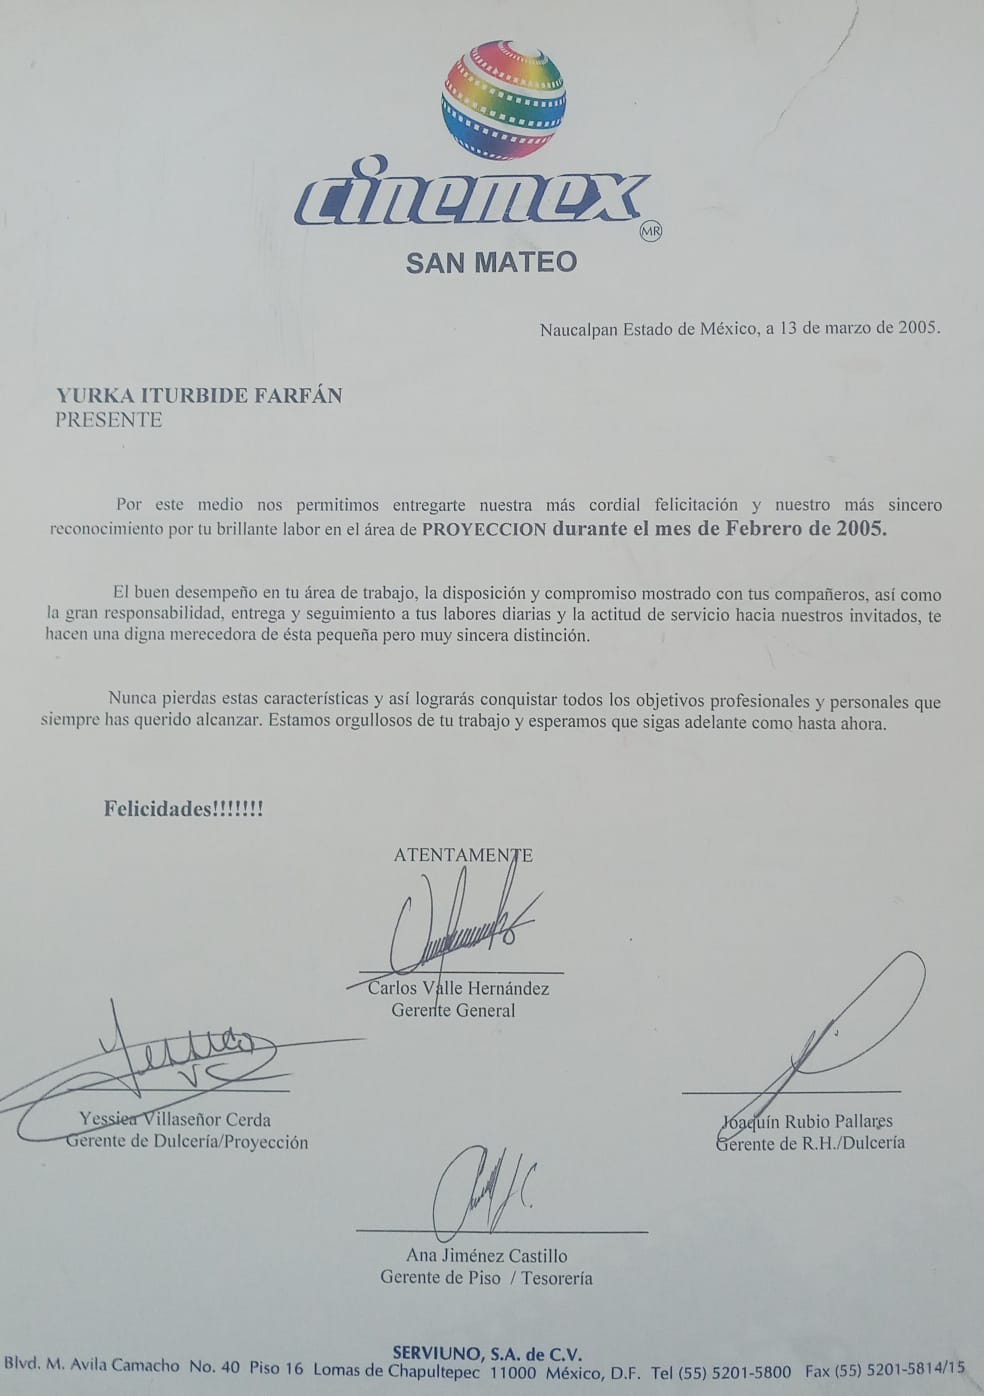 cinemex
MR
SAN MATEO
Naucalpan Estado de México, a 13 de marzo de 2005.
YURKA ITURBIDE FARFÁN
PRESENTE
Por este medio nos permitimos entregarte nuestra más cordial felicitación y nuestro más sincero
reconocimiento por tu brillante labor en el área de PROYECCION durante el mes de Febrero de 2005.
El buen desempeño en tu área de trabajo, la disposición y compromiso mostrado con tus compañeros, así como
la gran responsabilidad, entrega y seguimiento a tus labores diarias y la actitud de servicio hacia nuestros invitados, te
hacen una digna merecedora de ésta pequeña pero muy sincera distinción.
Nunca pierdas estas características y así lograrás conquistar todos los objetivos profesionales y personales que
siempre has querido alcanzar. Estamos orgullosos de tu trabajo y esperamos que sigas adelante como hasta ahora.
Felicidades!!!!!!!
ATENTAMENTE
Carlos Valle Hernández
Gerente General
Yessica Villaseñor Cerda
Gerente de Dulcería/Proyección
Joaquín Rubio Pallares
Gerente de R.H./Dulcería
Ana Jiménez Castillo
Gerente de Piso / Tesorería
SERVIUNO, S.A. de C.V.
Blvd. M. Avila Camacho No. 40 Piso 16 Lomas de Chapultepec 11000 México, D.F. Tel (55) 5201-5800 Fax (55) 5201-5814/15